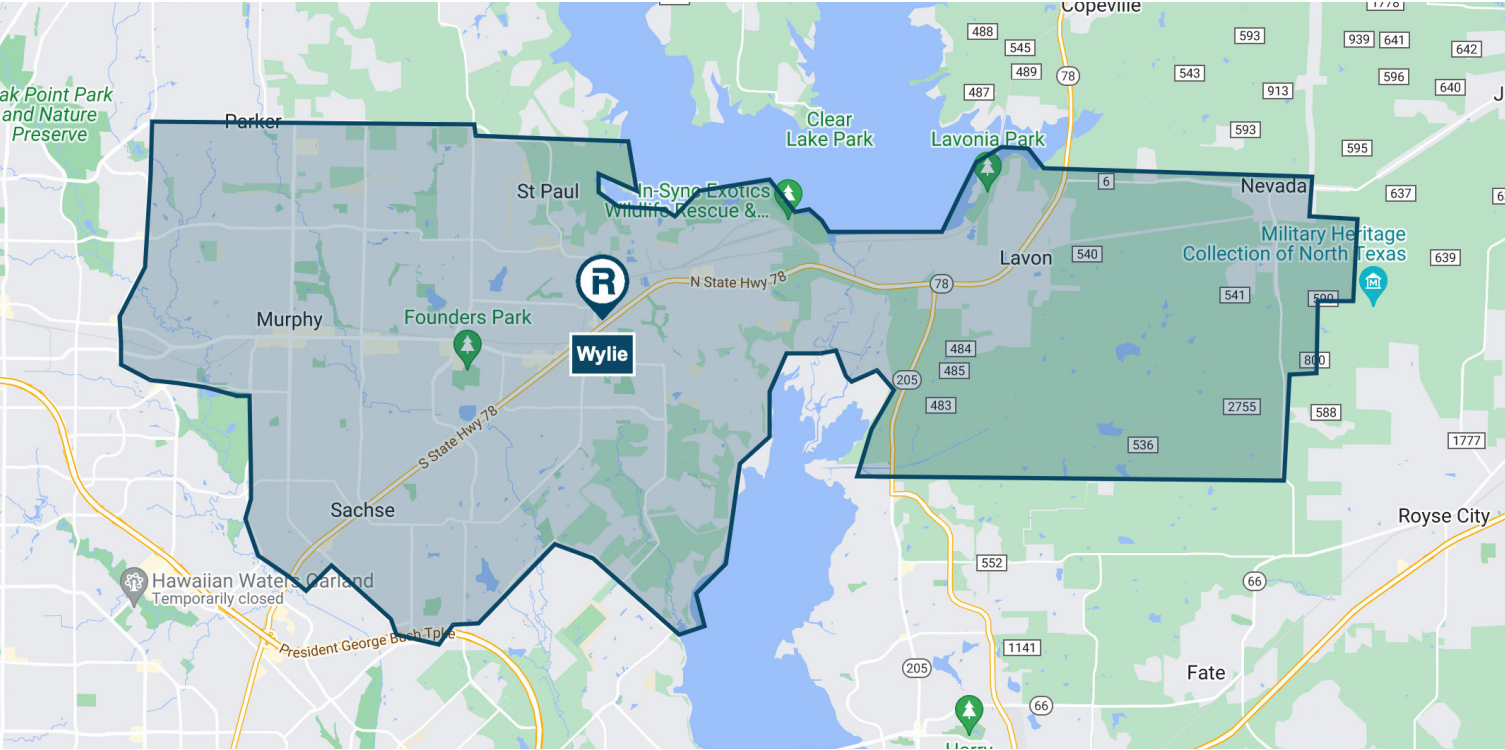 Copeville
1778
488
593
939
641
642
545
489
543
596
78
913
640
487
ak Point Park
and Nature
Preserve
Parker
Clear
Lake Park
Lavonia Park
593
595
St Paul
In-Sync Exotics
Wildlife Rescue &...
6
Nevada
637
Military Heritage
Collection of North Texas
Lavon
540
639
R
N State Hwy 78
78
541
590
Murphy
Founders Park
Wylie
484
485
800
205
483
2755
588
S State Hwy 78
536
1777
Sachse
Royse City
552
Hawaiian Waters Garland
Temporarily closed
66
President George Bush Tpke
1141
205
Fate
66
Harry